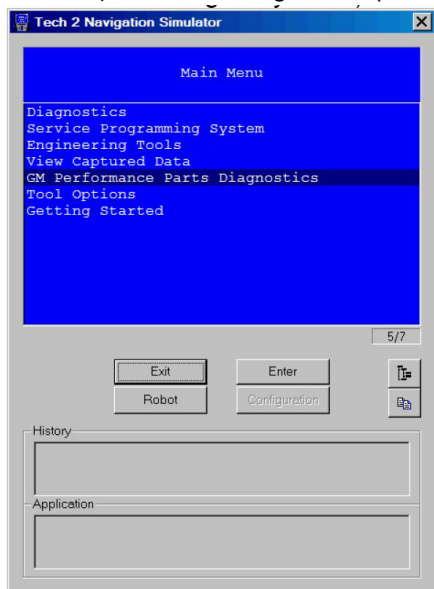 Tech 2 Navigation Simulator
Main Menu
Diagnostics
Service Programming System
Engineering Tools
View Captured Data
GM Performance Parts Diagnostics
Tool Options
Getting Started
5/7
Exit
Enter
Robot
Configuration
History
Application